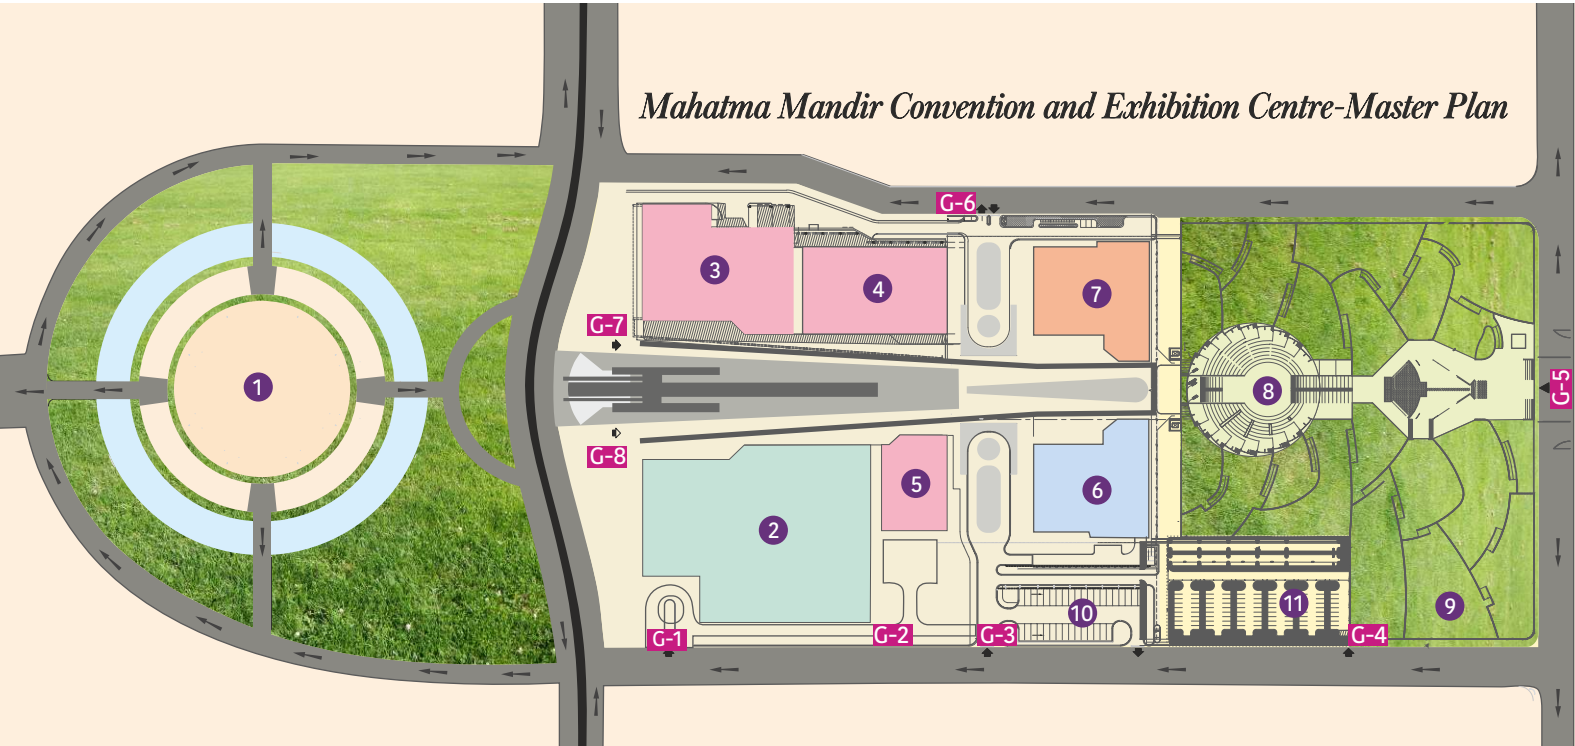 Mahatma Mandir Convention and Exhibition Centre-Master Plan
G-6
3
4
7
G-7
1
8
G-5
G-8
5
6
2
11
9
10
G-1
G-2
G-3
G-4